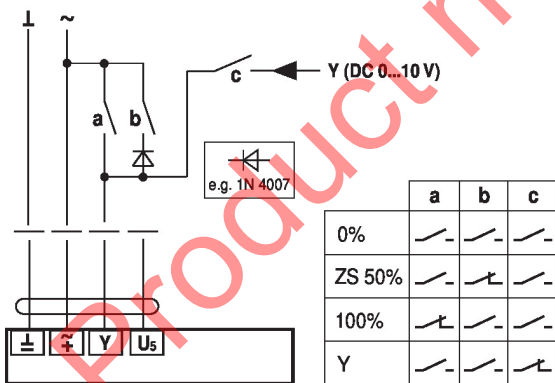 ⊥ ~
c
Y (DC 0...10 V)
a b
e.g. 1N 4007
⊥ ~ Y U5
a b c
0%
ZS 50%
100%
Y
Product n